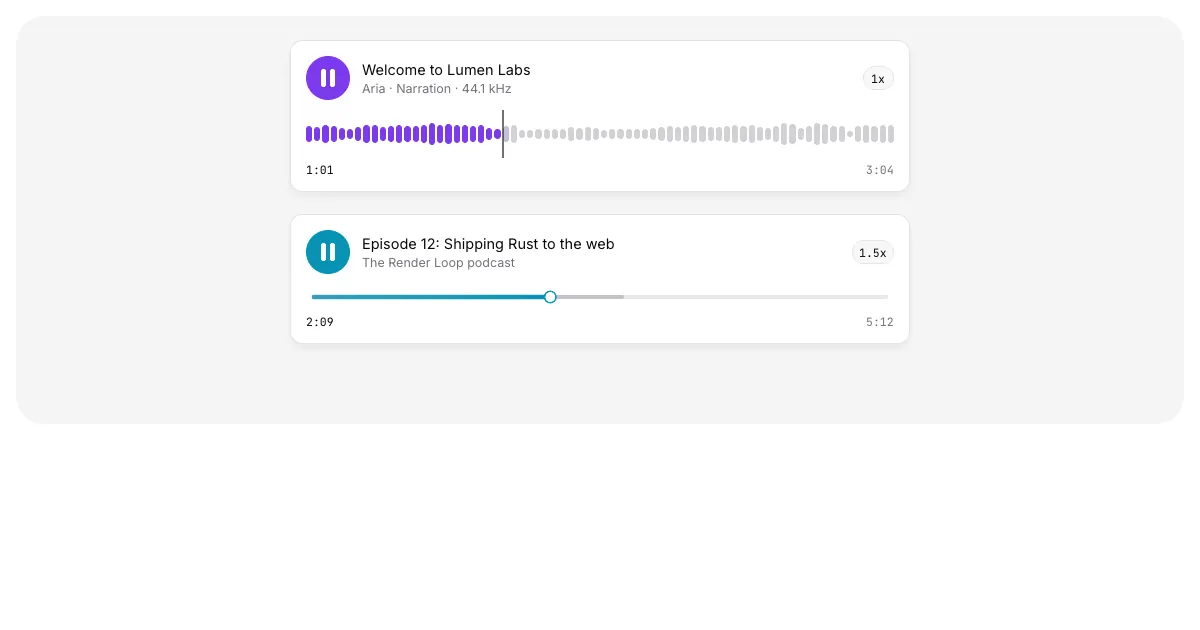 Welcome to Lumen Labs
Aria · Narration · 44.1 kHz
1x
1:01
3:04
Episode 12: Shipping Rust to the web
The Render Loop podcast
1.5x
2:09
5:12